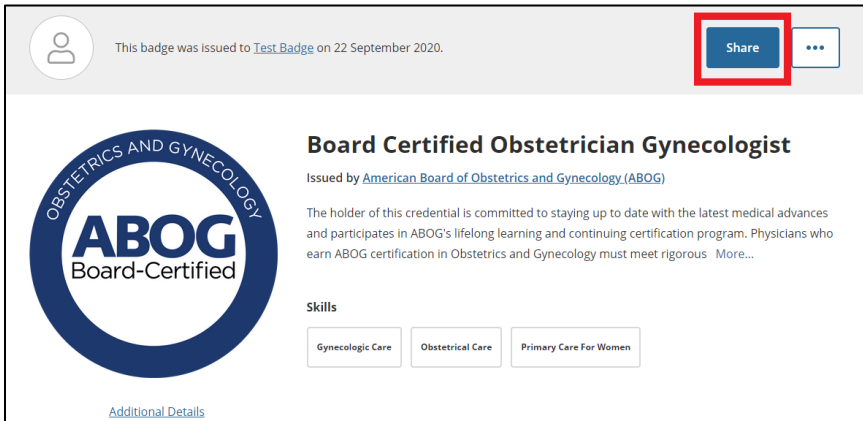 This badge was issued to Test Badge on 22 September 2020.
Share
•••
OBSTETRICS AND GYNECOLOGY
ABOG
Board-Certified
Additional Details
Board Certified Obstetrician Gynecologist
Issued by American Board of Obstetrics and Gynecology (ABOG)
The holder of this credential is committed to staying up to date with the latest medical advances
and participates in ABOG's lifelong learning and continuing certification program. Physicians who
earn ABOG certification in Obstetrics and Gynecology must meet rigorous More...
Skills
Gynecologic Care
Obstetrical Care
Primary Care For Women